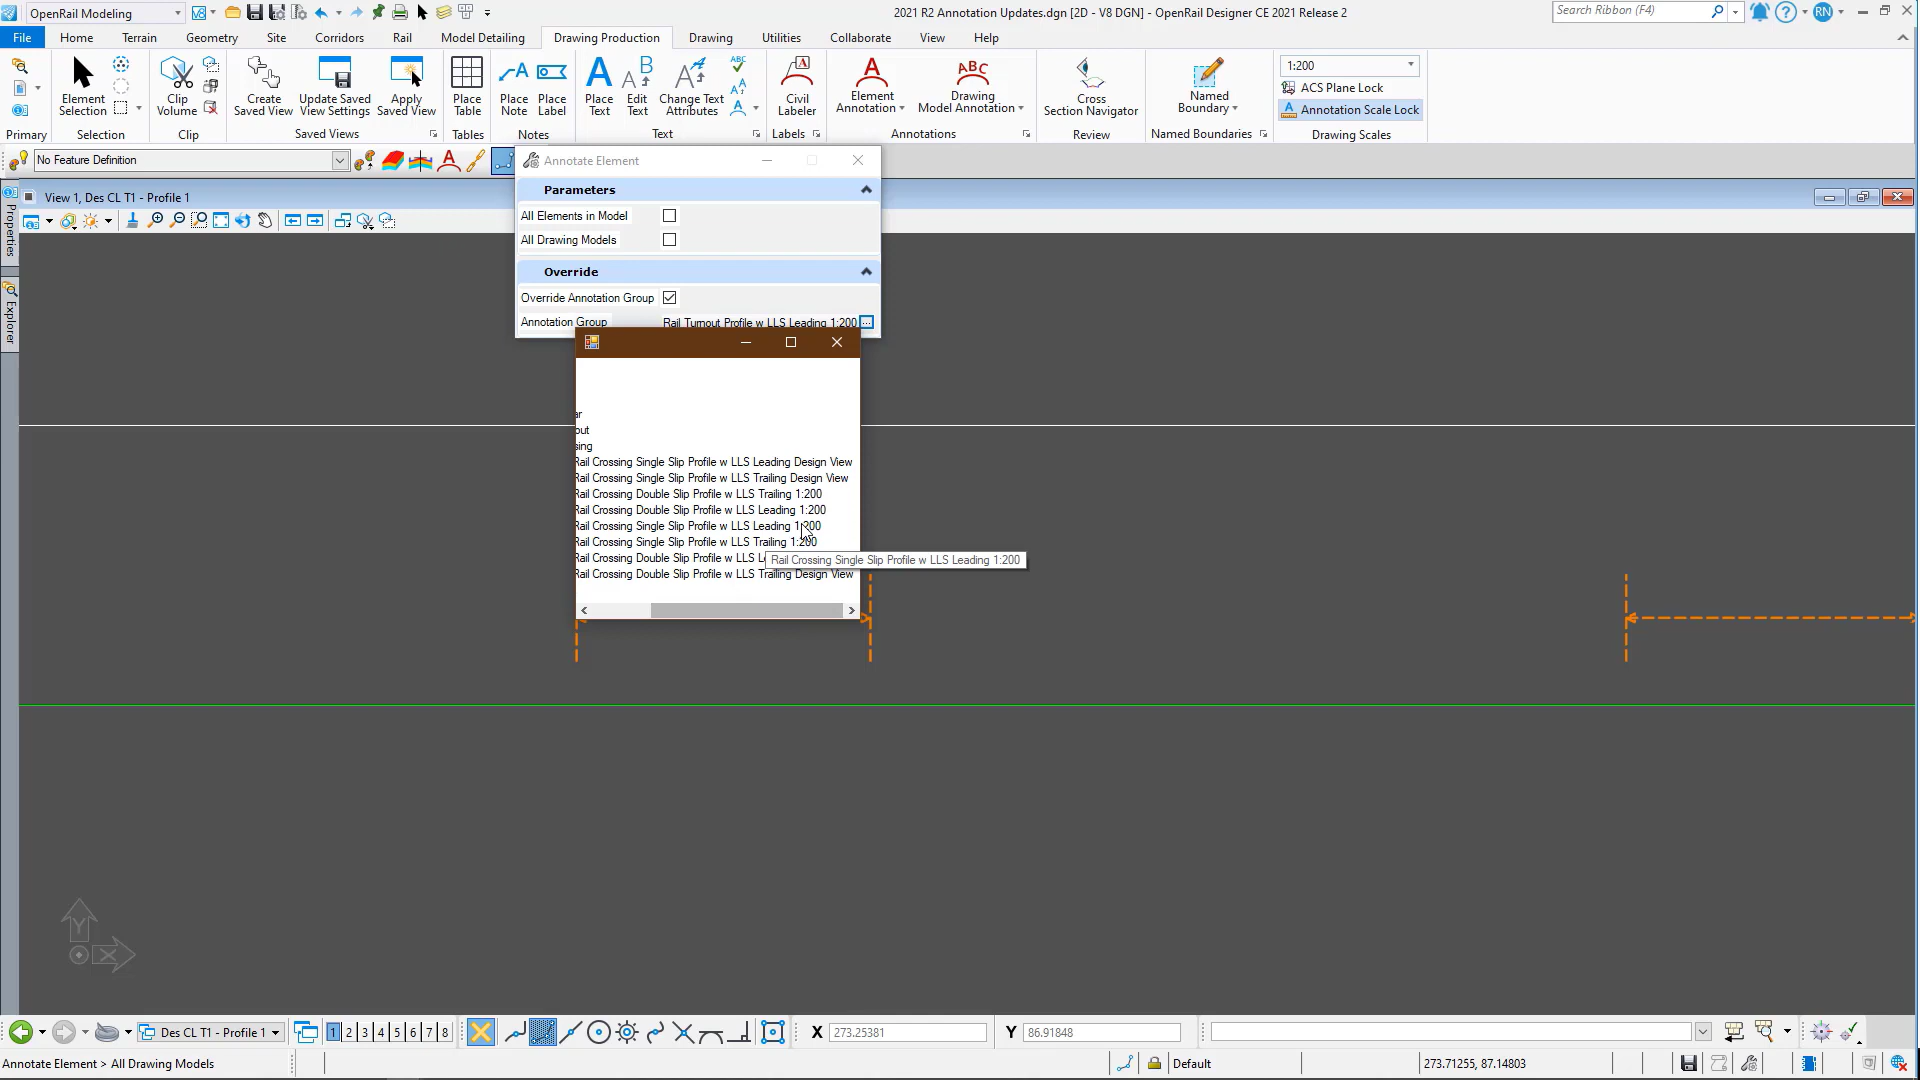 OpenRail Modeling
2021 R2 Annotation Updates.dgn [2D - V8 DGN] - OpenRail Designer CE 2021 Release 2
Search Ribbon (F4)
RN
File
Home
Terrain
Geometry
Site
Corridors
Rail
Model Detailing
Drawing Production
Drawing
Utilities
Collaborate
View
Help
Element
Selection
Clip
Volume
Create
Saved View
Update Saved
View Settings
Apply
Saved View
Place
Table
Place
Note
Place
Label
Place
Text
Edit
Text
Change Text
Attributes
Civil
Labeler
Element
Annotation
Drawing
Model Annotation
Cross
Section Navigator
Named
Boundary
1:200
ACS Plane Lock
Annotation Scale Lock
Primary
Selection
Clip
Saved Views
Tables
Notes
Text
Labels
Annotations
Review
Named Boundaries
Drawing Scales
No Feature Definition
Annotate Element
Parameters
All Elements in Model
All Drawing Models
Override
Override Annotation Group
Annotation Group
Rail Turnout Profile w LLS Leading 1:200
View 1, Des CL T1 - Profile 1
Properties
Explorer
ar
out
sing
Rail Crossing Single Slip Profile w LLS Leading Design View
Rail Crossing Single Slip Profile w LLS Trailing Design View
Rail Crossing Double Slip Profile w LLS Trailing 1:200
Rail Crossing Double Slip Profile w LLS Leading 1:200
Rail Crossing Single Slip Profile w LLS Leading 1:200
Rail Crossing Single Slip Profile w LLS Trailing 1:200
Rail Crossing Double Slip Profile w LLS
Rail Crossing Single Slip Profile w LLS Leading 1:200
Rail Crossing Double Slip Profile w LLS Trailing Design View
Y
X
Des CL T1 - Profile 1
1 2 3 4 5 6 7 8
X 273.25381
Y 86.91848
Annotate Element > All Drawing Models
Default
273.71255, 87.14803